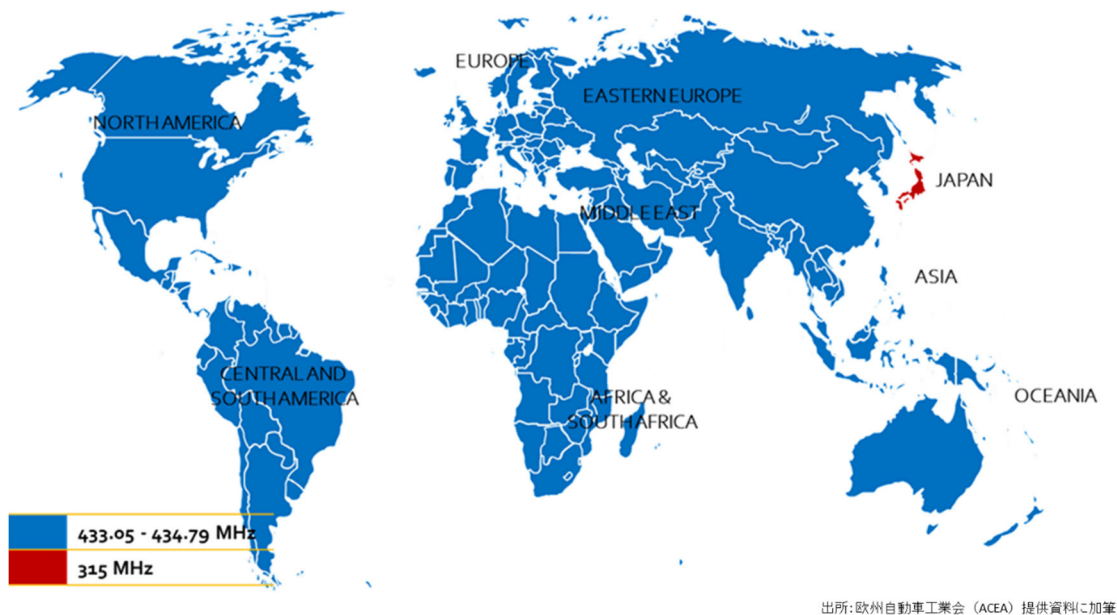 EUROPE
EASTERN EUROPE
NORTH AMERICA
JAPAN
MIDDLE EAST
ASIA
CENTRAL AND
SOUTH AMERICA
AFRICA &
SOUTH AFRICA
OCEANIA
433.05 - 434.79 MHz
315 MHz
出所：欧州自動車工業会（ACEA）提供資料に加筆